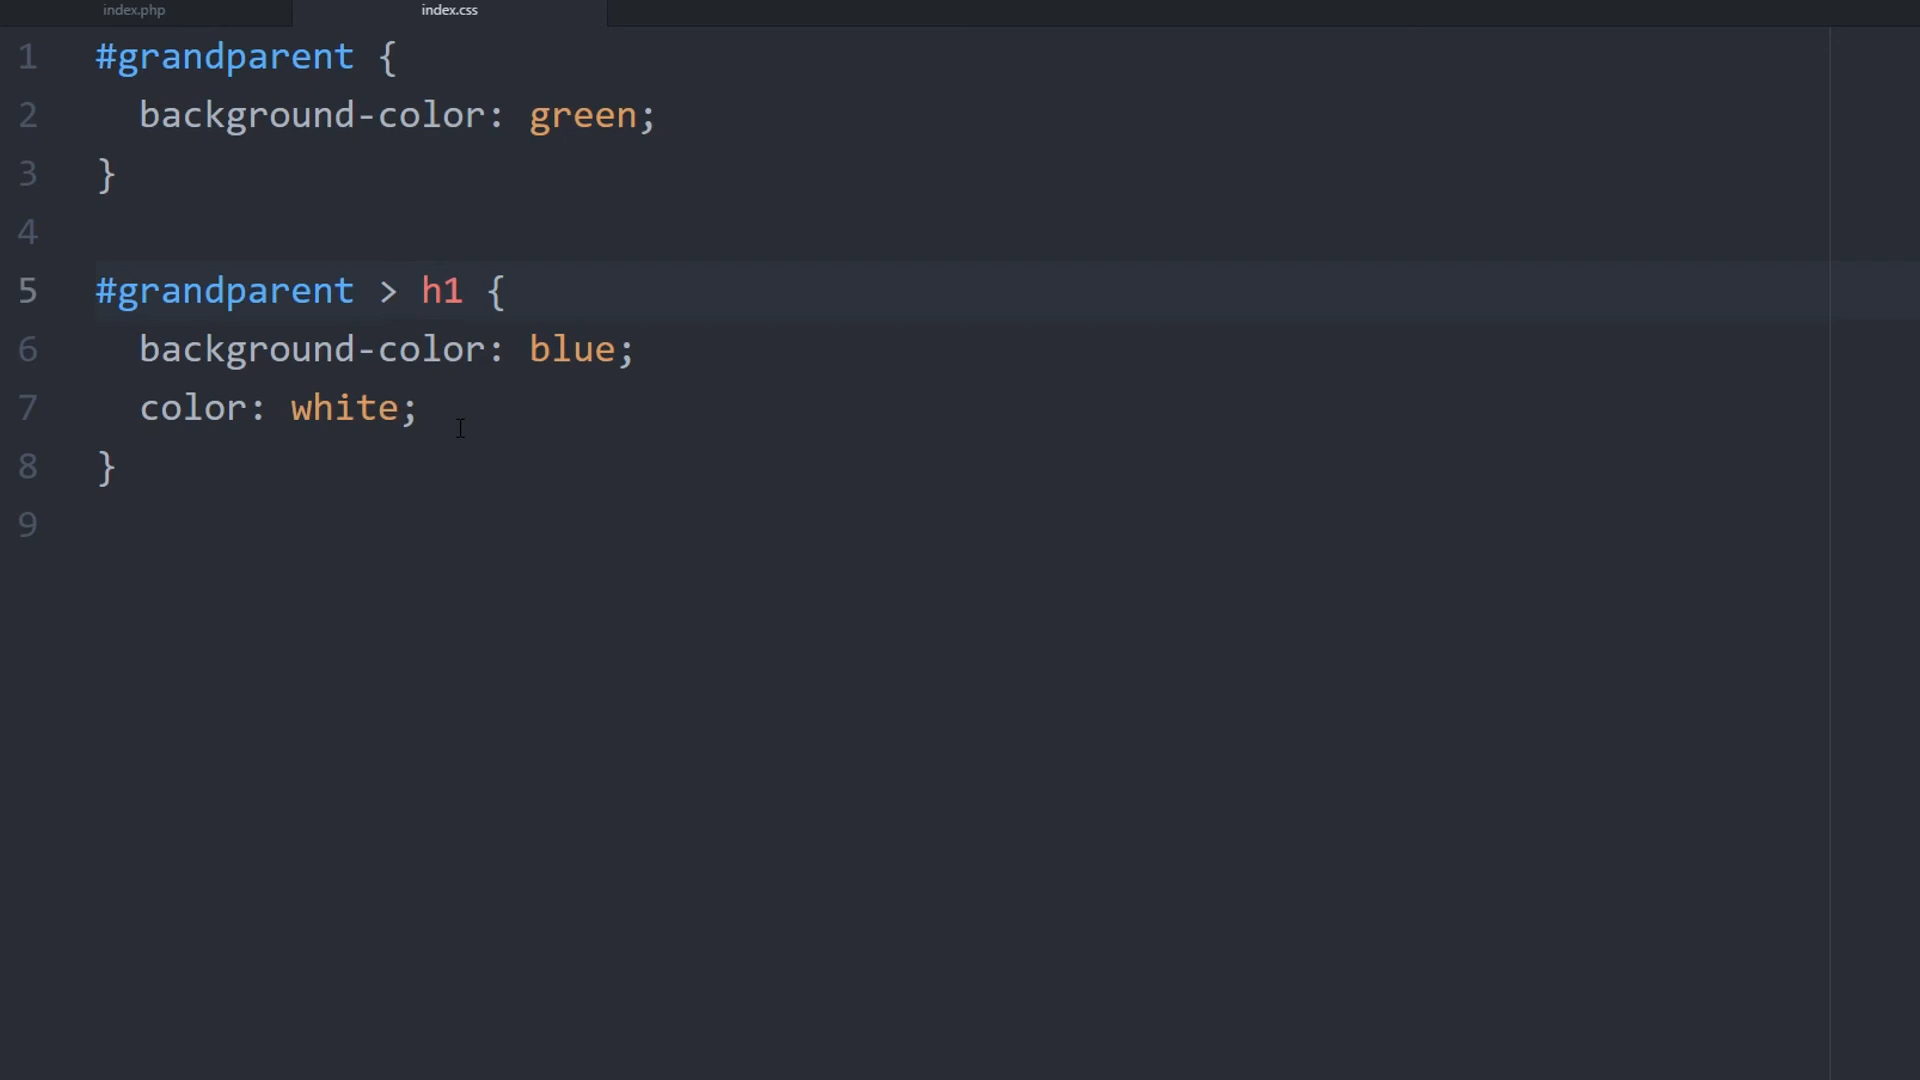 index.php index.css
1 #grandparent {
2 background-color: green;
3 }
4
5 #grandparent > h1 {
6 background-color: blue;
7 color: white;
8 }
9